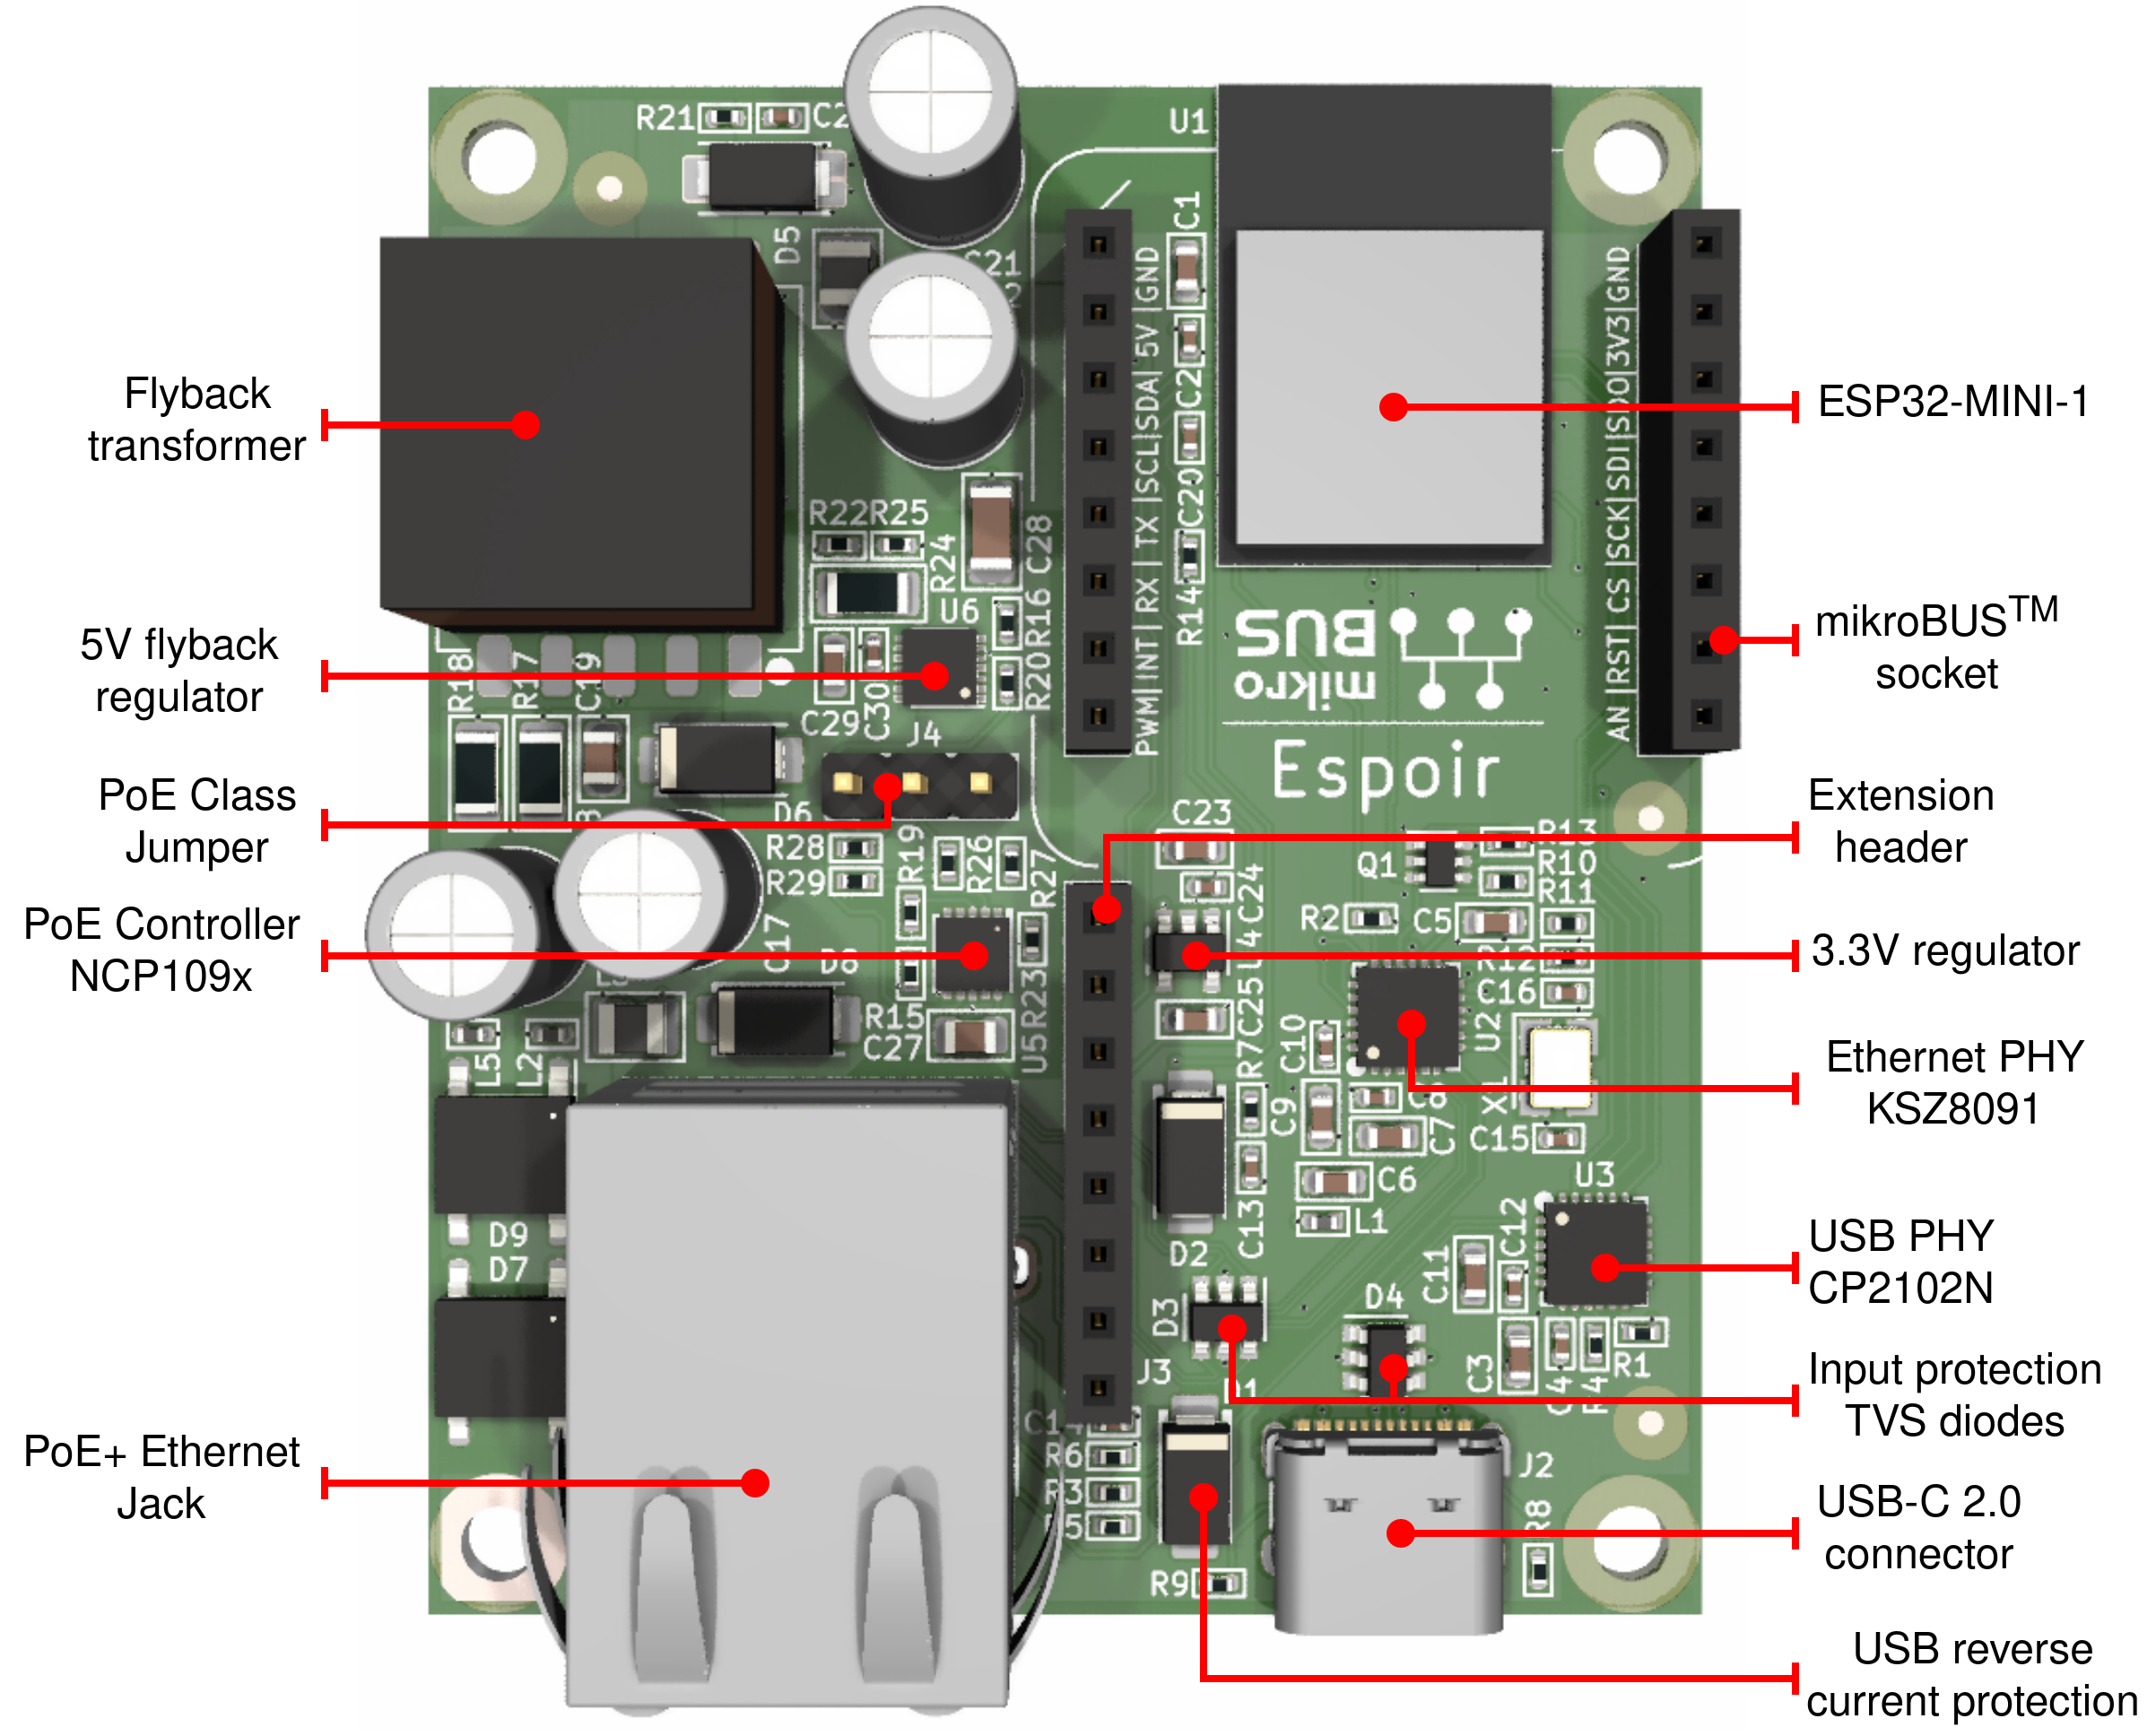 Flyback
transformer
5V flyback
regulator
PoE Class
Jumper
PoE Controller
NCP109x
PoE+ Ethernet
Jack
ESP32-MINI-1
mikroBUS™
socket
Extension
header
3.3V regulator
Ethernet PHY
KSZ8091
USB PHY
CP2102N
Input protection
TVS diodes
USB-C 2.0
connector
USB reverse
current protection
R21
U1
D5
C21
C1
C2
C20
R14
GND
5V
SDA
SCL
TX
RX
INT
PWM
GND
3V3
SDO
SDI
SCK
CS
RST
AN
mikro
BUS
Espoir
R22 R25
R24
C28
R16
R20
U6
C29
C30
J4
R18
R17
C19
D6
R28
R29
R19
R26
R27
C17
D8
R15
C27
U5
R23
L5
L2
D9
D7
C23
C24
L4
C25
R7
Q1
R13
R10
R11
R2
C5
R12
C16
C10
U2
X1
C9
C8
C7
C15
C6
L1
C13
D2
U3
C12
C11
D3
D4
C3
C4
R4
R1
J3
D1
R6
R3
R9
J2
R8